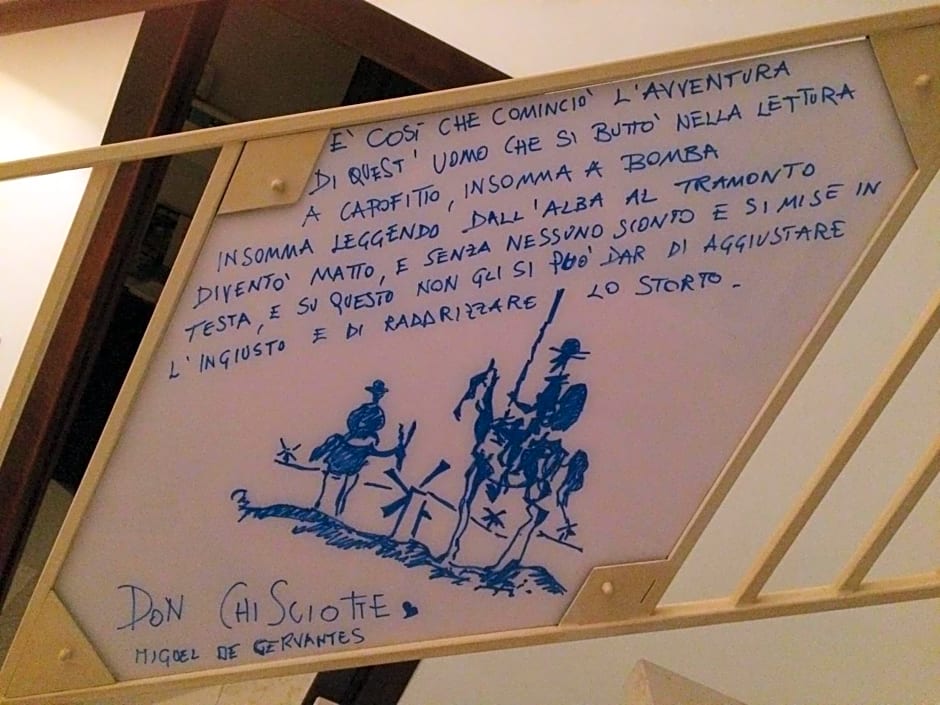 E' COSÍ CHE COMINCIO' L'AVVENTURA
DI QUEST' UOMO CHE SI BUTTO' NELLA LETTURA
A CAPOFITTO, INSOMMA A BOMBA
INSOMMA LEGGENDO DALL'ALBA AL TRAMONTO
DIVENTO' MATTO, E SENZA NESSUNO SCONTO E SI MISE IN
TESTA, E SU QUESTO NON GLI SI PUÒ DAR DI AGGIUSTARE
L'INGIUSTO E DI RADDRIZZARE LO STORTO.
DON CHISCIOTTE
MIGUEL DE CERVANTES